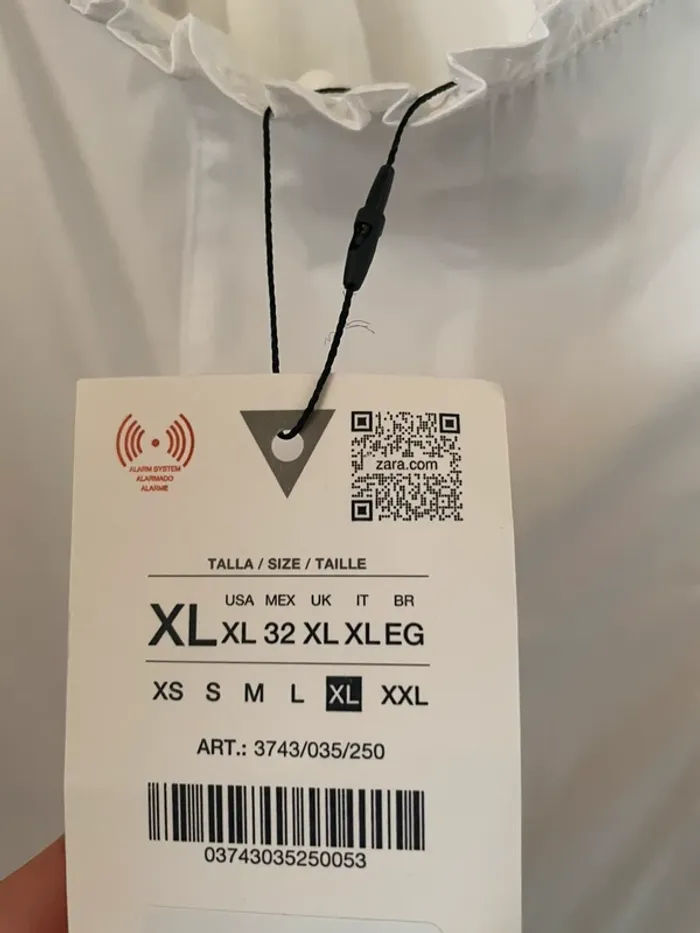 ALARM SYSTEM
ALARMADO
ALARME
zara.com
TALLA / SIZE / TAILLE
USA MEX UK IT BR
XL XL 32 XL XL EG
XS S M L XL XXL
ART.: 3743/035/250
03743035250053